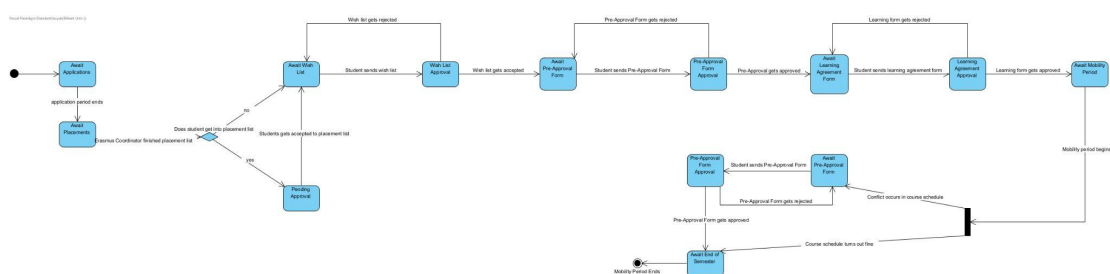 Visual Paradigm Standard(
Await
Applications
application period ends
Await
Placements
Erasmus Coordinator finished placement list
Does student get into placement list
no
yes
Pending
Approval
Students gets accepted to placement list
Await Wish
List
Wish list gets rejected
Student sends wish list
Wish List
Approval
Wish list gets accepted
Await
Pre-Approval
Form
Pre-Approval Form gets rejected
Student sends Pre-Approval Form
Pre-Approval
Form
Approval
Pre-Approval gets approved
Await
Learning
Agreement
Form
Learning form gets rejected
Student sends learning agreement form
Learning
Agreement
Approval
Learning form gets approved
Await Mobility
Period
Mobility period begins
Conflict occurs in course schedule
Course schedule turns out fine
Await
Pre-Approval
Form
Student sends Pre-Approval Form
Pre-Approval
Form
Approval
Pre-Approval Form gets rejected
Pre-Approval Form gets approved
Await End of
Semester
Mobility Period Ends